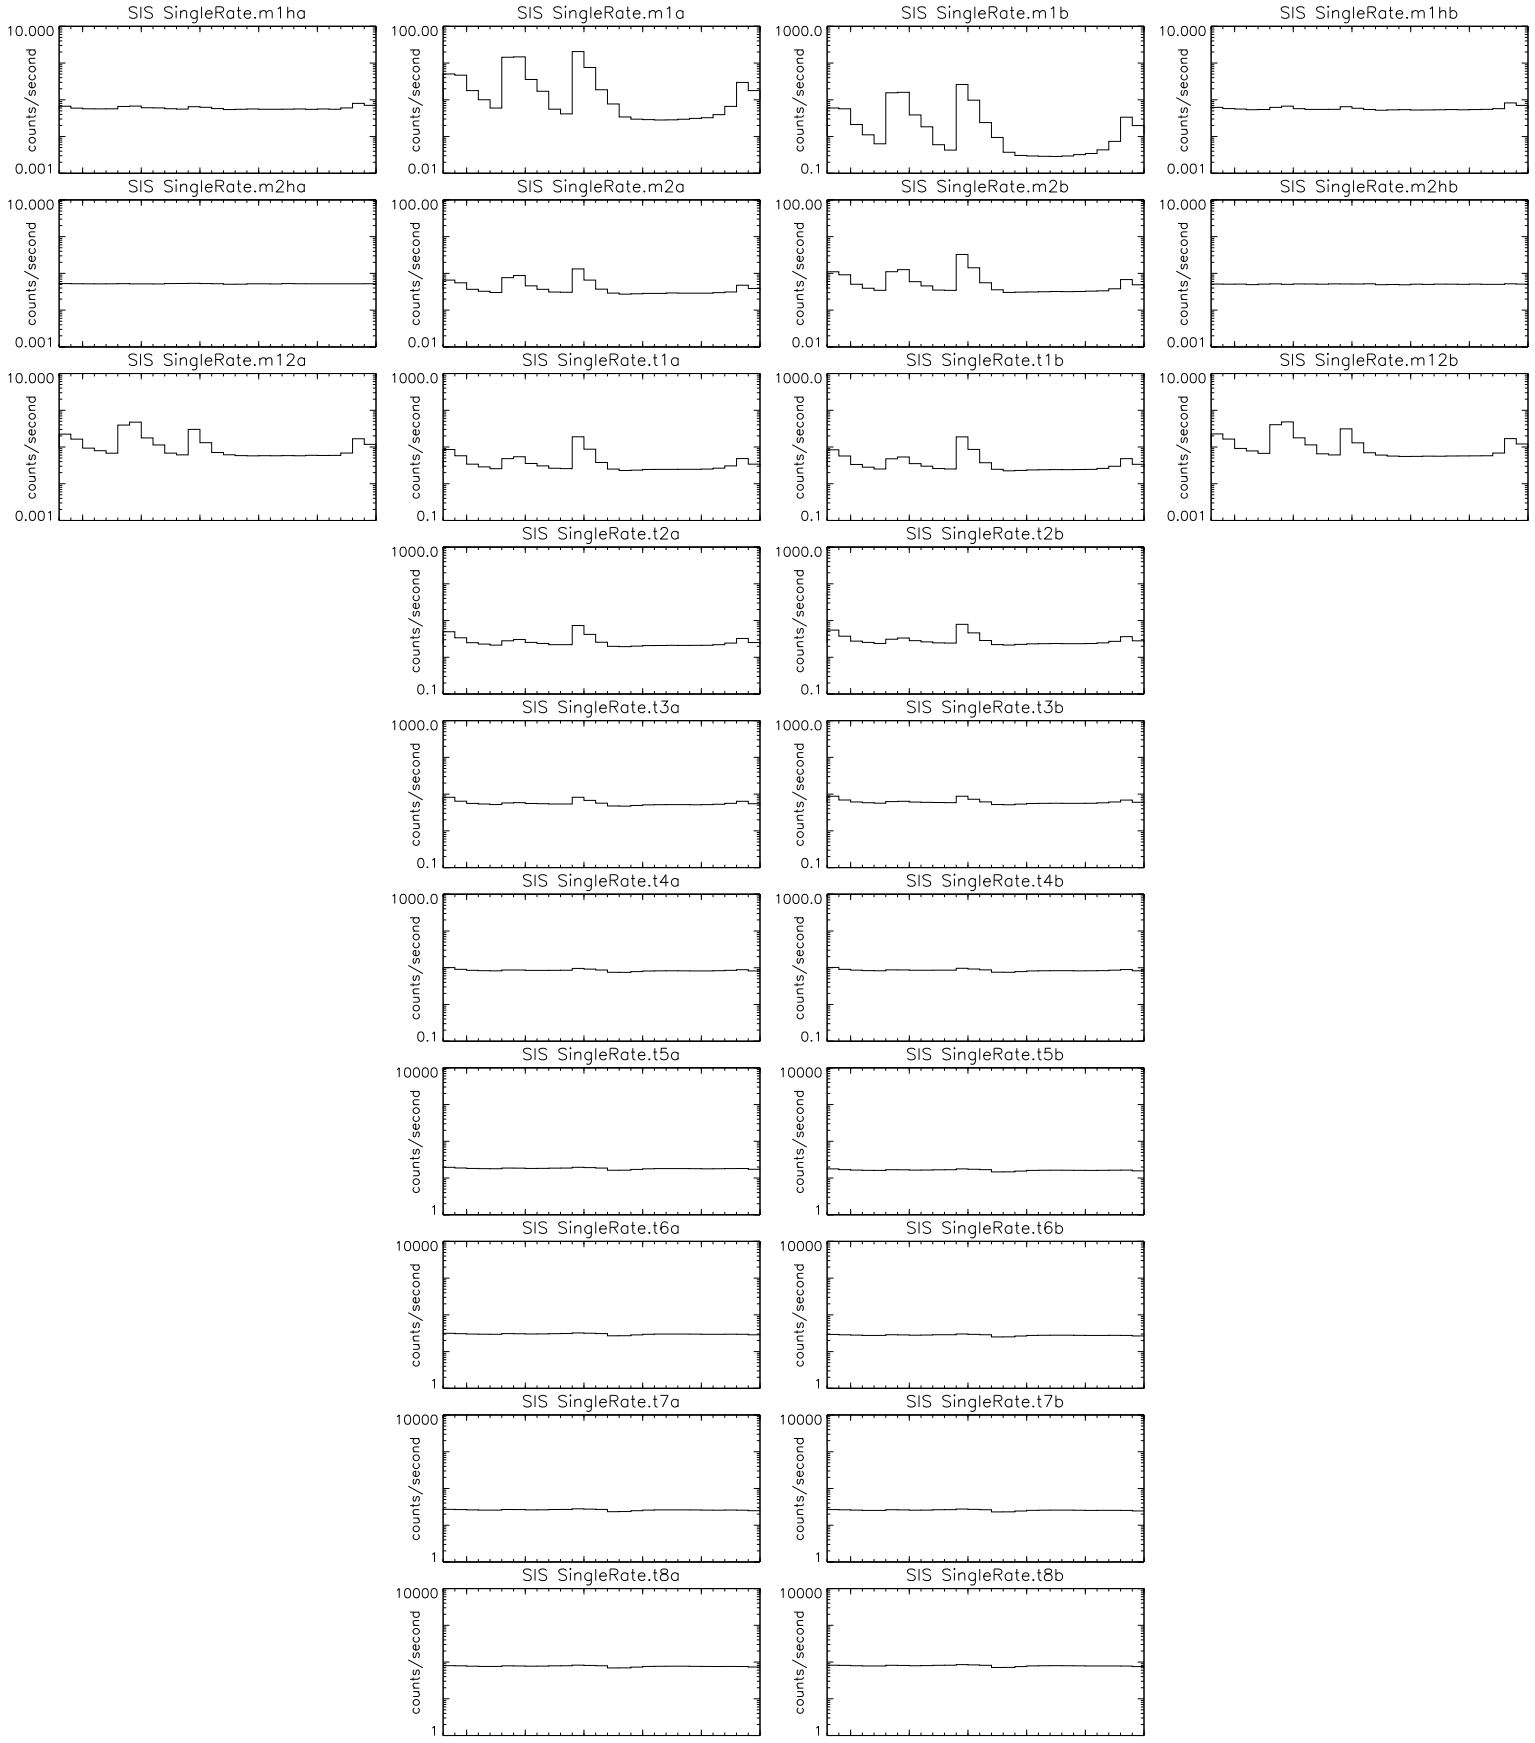 SIS SingleRate.m1ha
10.000
counts/second
0.001
SIS SingleRate.m1a
100.00
counts/second
0.01
SIS SingleRate.m1b
1000.0
counts/second
0.1
SIS SingleRate.m1hb
10.000
counts/second
0.001
SIS SingleRate.m2ha
10.000
counts/second
0.001
SIS SingleRate.m2a
100.00
counts/second
0.01
SIS SingleRate.m2b
100.00
counts/second
0.01
SIS SingleRate.m2hb
10.000
counts/second
0.001
SIS SingleRate.m12a
10.000
counts/second
0.001
SIS SingleRate.t1a
1000.0
counts/second
0.1
SIS SingleRate.t1b
1000.0
counts/second
0.1
SIS SingleRate.m12b
10.000
counts/second
0.001
SIS SingleRate.t2a
1000.0
counts/second
0.1
SIS SingleRate.t2b
1000.0
counts/second
0.1
SIS SingleRate.t3a
1000.0
counts/second
0.1
SIS SingleRate.t3b
1000.0
counts/second
0.1
SIS SingleRate.t4a
1000.0
counts/second
0.1
SIS SingleRate.t4b
1000.0
counts/second
0.1
SIS SingleRate.t5a
10000
counts/second
1
SIS SingleRate.t5b
10000
counts/second
1
SIS SingleRate.t6a
10000
counts/second
1
SIS SingleRate.t6b
10000
counts/second
1
SIS SingleRate.t7a
10000
counts/second
1
SIS SingleRate.t7b
10000
counts/second
1
SIS SingleRate.t8a
10000
counts/second
1
SIS SingleRate.t8b
10000
counts/second
1